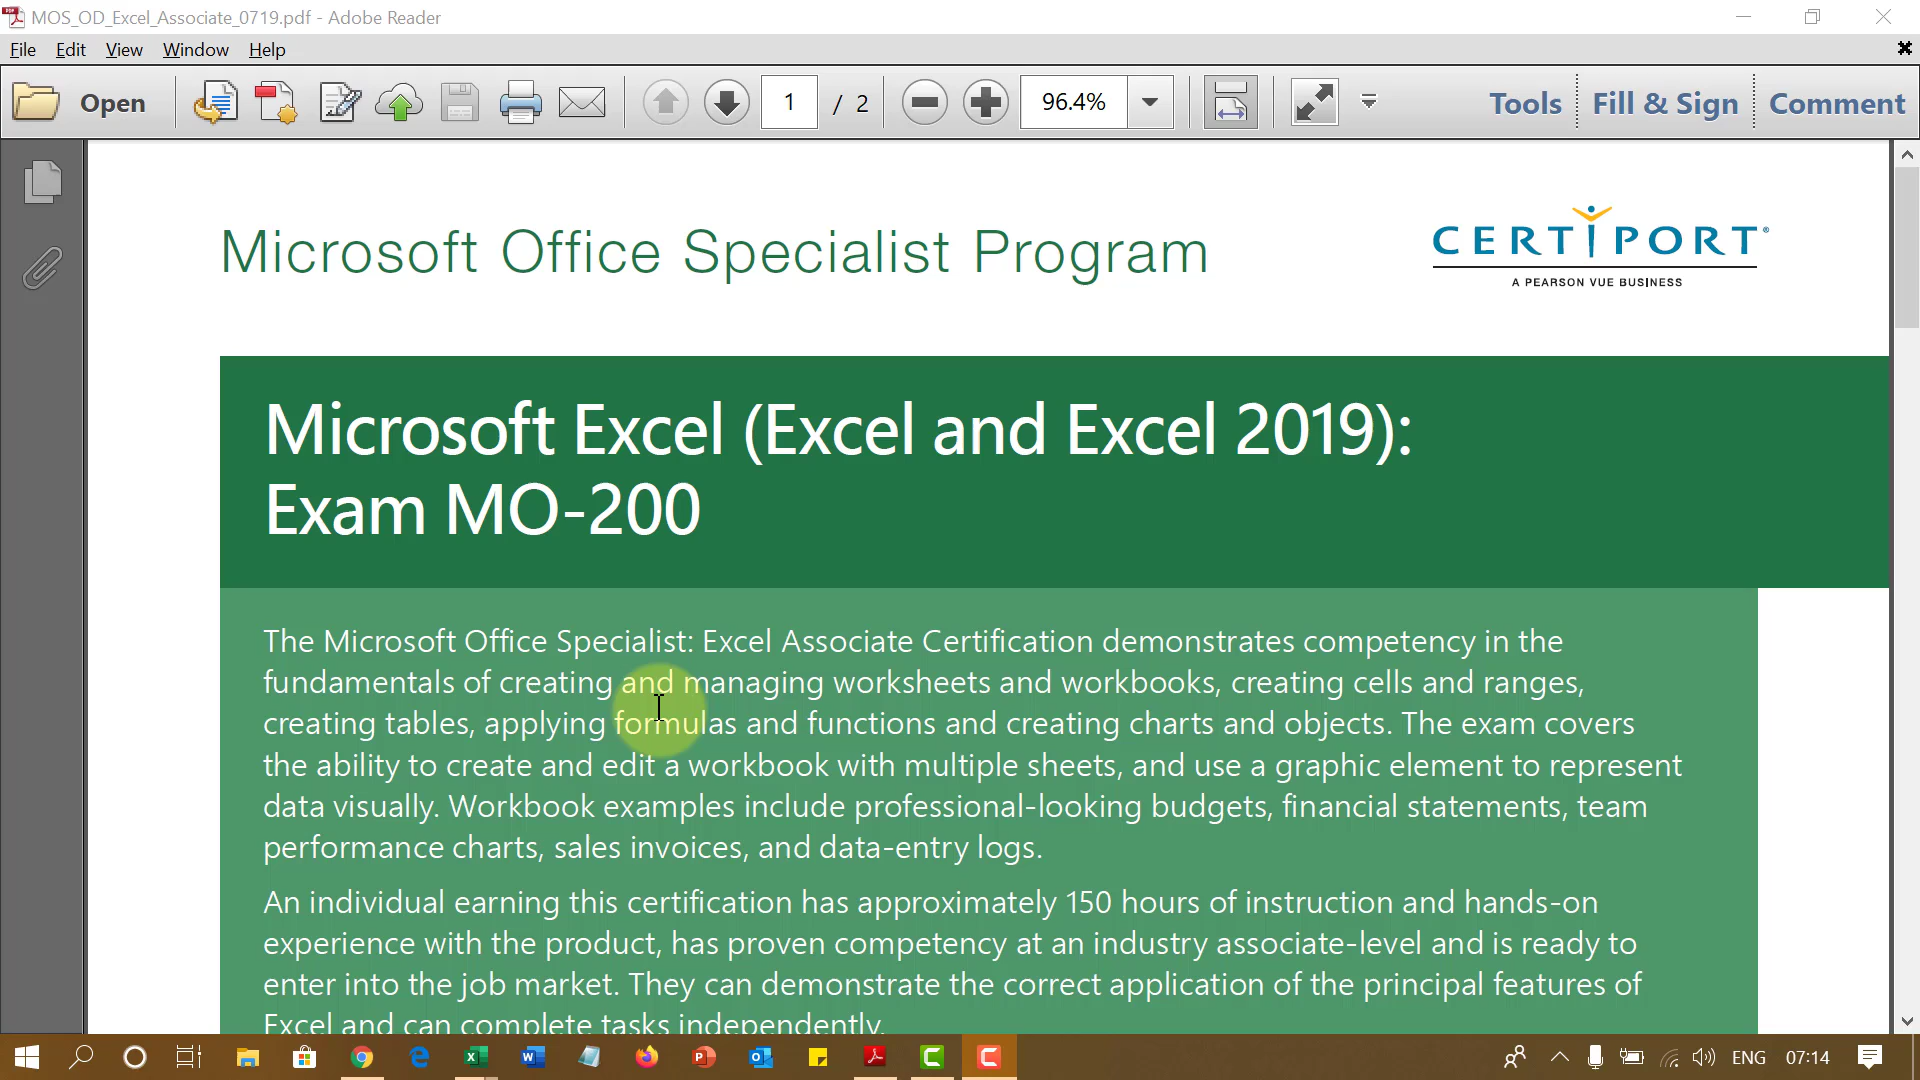 MOS_OD_Excel_Associate_0719.pdf - Adobe Reader
File Edit View Window Help
Open 1 / 2 96.4% Tools Fill & Sign Comment
Microsoft Office Specialist Program
CERTIPORT®
A PEARSON VUE BUSINESS
Microsoft Excel (Excel and Excel 2019):
Exam MO-200
The Microsoft Office Specialist: Excel Associate Certification demonstrates competency in the
fundamentals of creating and managing worksheets and workbooks, creating cells and ranges,
creating tables, applying formulas and functions and creating charts and objects. The exam covers
the ability to create and edit a workbook with multiple sheets, and use a graphic element to represent
data visually. Workbook examples include professional-looking budgets, financial statements, team
performance charts, sales invoices, and data-entry logs.
An individual earning this certification has approximately 150 hours of instruction and hands-on
experience with the product, has proven competency at an industry associate-level and is ready to
enter into the job market. They can demonstrate the correct application of the principal features of
Excel and can complete tasks independently.
ENG 07:14